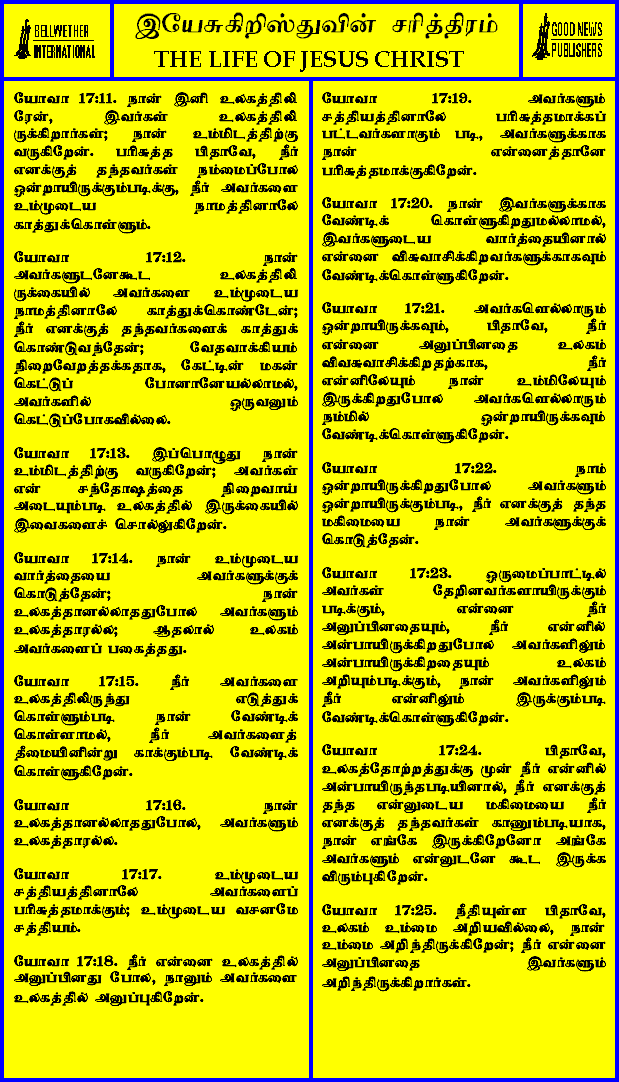 BELLWETHER
INTERNATIONAL
இயேசுகிறிஸ்துவின் சரித்திரம்
THE LIFE OF JESUS CHRIST
GOOD NEWS
PUBLISHERS
யோவா 17:11. நான் இனி உலகத்திலி
ரேன், இவர்கள் உலகத்திலி
ருக்கிறார்கள்; நான் உம்மிடத்திற்கு
வருகிறேன். பரிசுத்த பிதாவே, நீர்
எனக்குத் தந்தவர்கள் நம்மைப்போல
ஒன்றாயிருக்கும்படிக்கு, நீர் அவர்களை
உம்முடைய நாமத்தினாலே
காத்துக்கொள்ளும்.
யோவா 17:12. நான்
அவர்களுடனேகூட உலகத்திலி
ருக்கையில் அவர்களை உம்முடைய
நாமத்தினாலே காத்துக்கொண்டேன்;
நீர் எனக்குத் தந்தவர்களைக் காத்துக்
கொண்டுவந்தேன்; வேதவாக்கியம்
நிறைவேறத்தக்கதாக, கேட்டின் மகன்
கெட்டுப் போனானேயல்லாமல்,
அவர்களில் ஒருவனும்
கெட்டுப்போகவில்லை.
யோவா 17:13. இப்பொழுது நான்
உம்மிடத்திற்கு வருகிறேன்; அவர்கள்
என் சந்தோஷத்தை நிறைவாய்
அடையும்படி உலகத்தில் இருக்கையில்
இவைகளைச் சொல்லுகிறேன்.
யோவா 17:14. நான் உம்முடைய
வார்த்தையை அவர்களுக்குக்
கொடுத்தேன்; நான்
உலகத்தானல்லாததுபோல அவர்களும்
உலகத்தாரல்ல; ஆதலால் உலகம்
அவர்களைப் பகைத்தது.
யோவா 17:15. நீர் அவர்களை
உலகத்திலிருந்து எடுத்துக்
கொள்ளும்படி நான் வேண்டிக்
கொள்ளாமல், நீர் அவர்களைத்
தீமையினின்று காக்கும்படி வேண்டிக்
கொள்ளுகிறேன்.
யோவா 17:16. நான்
உலகத்தானல்லாததுபோல, அவர்களும்
உலகத்தாரல்ல.
யோவா 17:17. உம்முடைய
சத்தியத்தினாலே அவர்களைப்
பரிசுத்தமாக்கும்; உம்முடைய வசனமே
சத்தியம்.
யோவா 17:18. நீர் என்னை உலகத்தில்
அனுப்பினது போல, நானும் அவர்களை
உலகத்தில் அனுப்புகிறேன்.
யோவா 17:19. அவர்களும்
சத்தியத்தினாலே பரிசுத்தமாக்கப்
பட்டவர்களாகும் படி, அவர்களுக்காக
நான் என்னைத்தானே
பரிசுத்தமாக்குகிறேன்.
யோவா 17:20. நான் இவர்களுக்காக
வேண்டிக் கொள்ளுகிறதுமல்லாமல்,
இவர்களுடைய வார்த்தையினால்
என்னை விசுவாசிக்கிறவர்களுக்காகவும்
வேண்டிக்கொள்ளுகிறேன்.
யோவா 17:21. அவர்களெல்லாரும்
ஒன்றாயிருக்கவும், பிதாவே, நீர்
என்னை அனுப்பினதை உலகம்
விவசுவாசிக்கிறதற்காக, நீர்
என்னிலேயும் நான் உம்மிலேயும்
இருக்கிறதுபோல அவர்களெல்லாரும்
நம்மில் ஒன்றாயிருக்கவும்
வேண்டிக்கொள்ளுகிறேன்.
யோவா 17:22. நாம்
ஒன்றாயிருக்கிறதுபோல அவர்களும்
ஒன்றாயிருக்கும்படி, நீர் எனக்குத் தந்த
மகிமையை நான் அவர்களுக்குக்
கொடுத்தேன்.
யோவா 17:23. ஒருமைப்பாட்டில்
அவர்கள் தேறினவர்களாயிருக்கும்
படிக்கும், என்னை நீர்
அனுப்பினதையும், நீர் என்னில்
அன்பாயிருக்கிறதுபோல அவர்களிலும்
அன்பாயிருக்கிறதையும் உலகம்
அறியும்படிக்கும், நான் அவர்களிலும்
நீர் என்னிலும் இருக்கும்படி
வேண்டிக்கொள்ளுகிறேன்.
யோவா 17:24. பிதாவே,
உலகத்தோற்றத்துக்கு முன் நீர் என்னில்
அன்பாயிருந்தபடியினால், நீர் எனக்குத்
தந்த என்னுடைய மகிமையை நீர்
எனக்குத் தந்தவர்கள் காணும்படியாக,
நான் எங்கே இருக்கிறேனோ அங்கே
அவர்களும் என்னுடனே கூட இருக்க
விரும்புகிறேன்.
யோவா 17:25. நீதியுள்ள பிதாவே,
உலகம் உம்மை அறியவில்லை, நான்
உம்மை அறிந்திருக்கிறேன்; நீர் என்னை
அனுப்பினதை இவர்களும்
அறிந்திருக்கிறார்கள்.